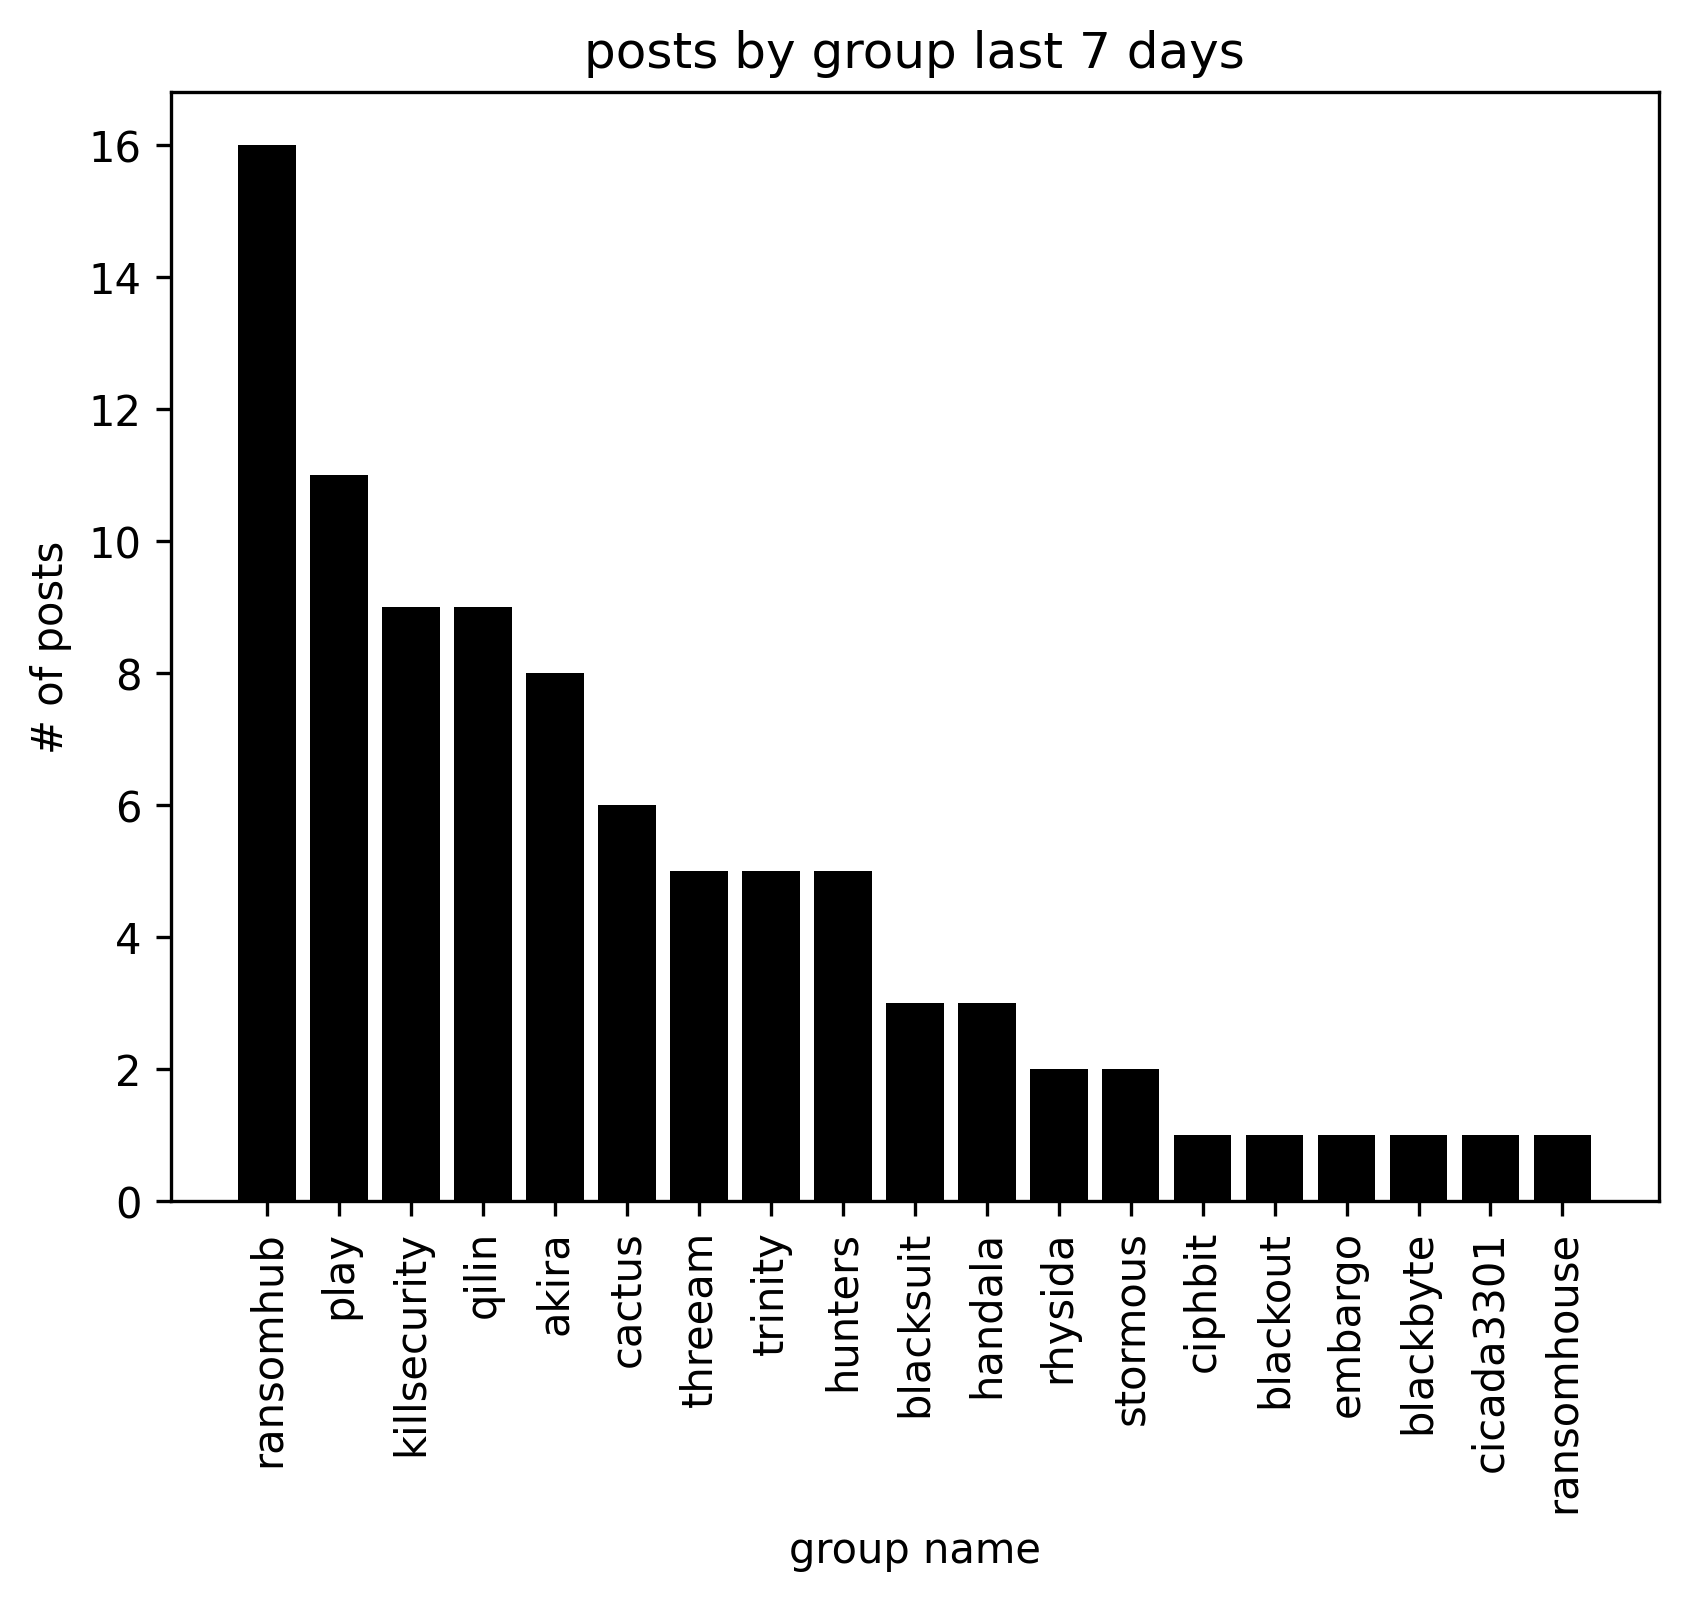 posts by group last 7 days
# of posts
16
14
12
10
8
6
4
2
0
ransomhub
play
killsecurity
qilin
akira
cactus
threeam
trinity
hunters
blacksuit
handala
rhysida
stormous
ciphbit
blackout
embargo
blackbyte
cicada3301
ransomhouse
group name